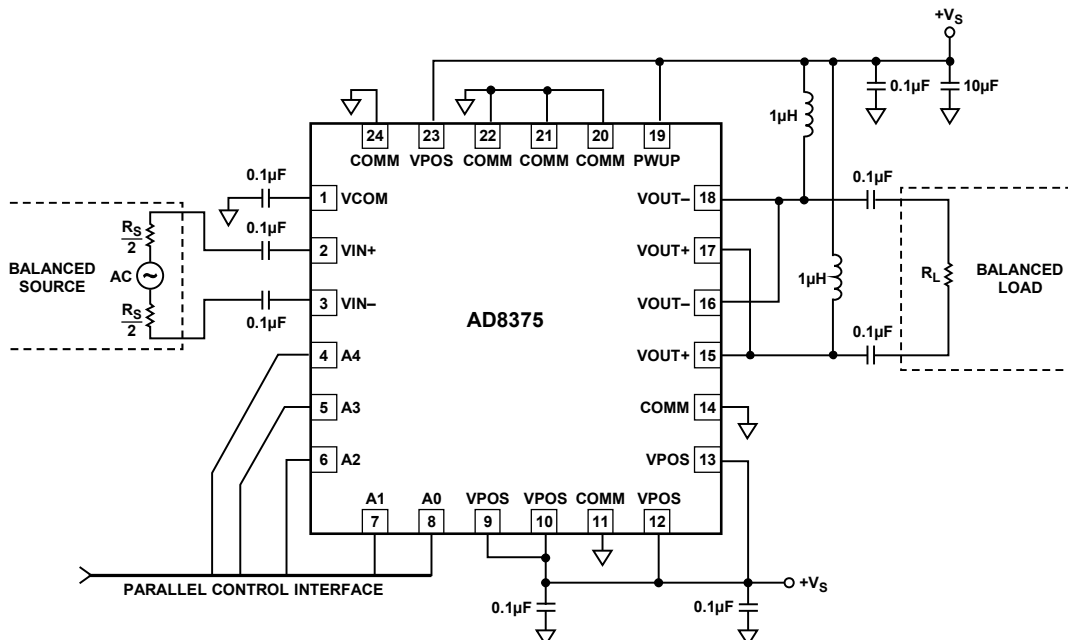 +VS
0.1µF
10µF
1µH
24
23
22
21
20
19
COMM
VPOS
COMM
COMM
COMM
PWUP
0.1µF
1
VCOM
VOUT–
18
0.1µF
BALANCED
SOURCE
RS
2
AC
RS
2
0.1µF
2
VIN+
VOUT+
17
0.1µF
3
VIN–
AD8375
VOUT–
16
1µH
RL
BALANCED
LOAD
4
A4
VOUT+
15
0.1µF
5
A3
COMM
14
6
A2
VPOS
13
A1
A0
VPOS
VPOS
COMM
VPOS
7
8
9
10
11
12
PARALLEL CONTROL INTERFACE
+VS
0.1µF
0.1µF